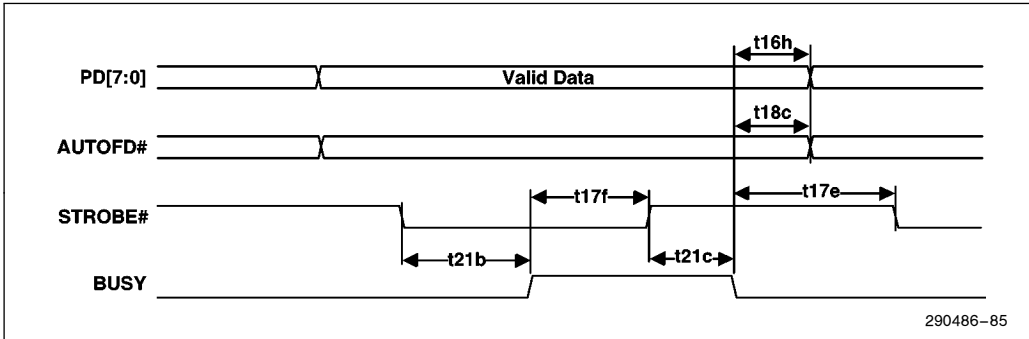 t16h
PD[7:0] Valid Data
t18c
AUTOFD#
t17f t17e
STROBE#
t21b t21c
BUSY
290486–85